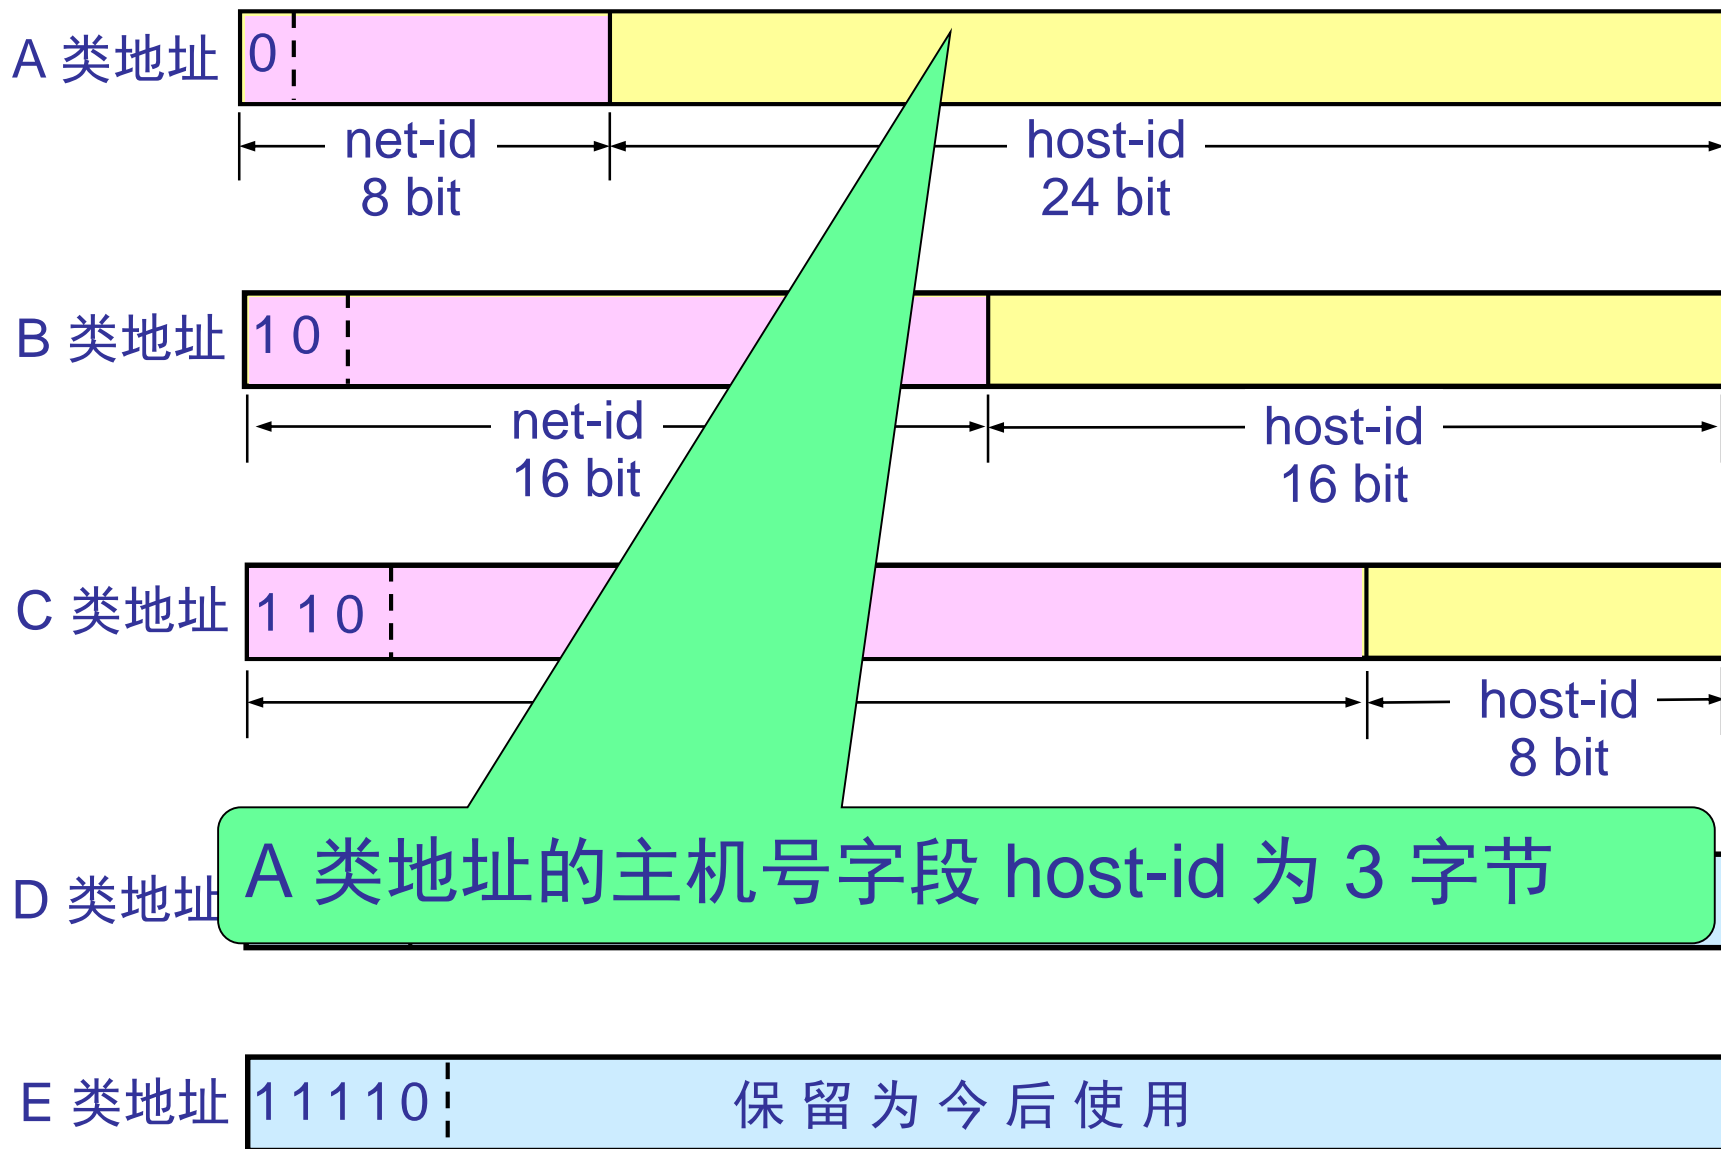 A 类地址
0
net-id
8 bit
host-id
24 bit
B 类地址
1 0
net-id
16 bit
host-id
16 bit
C 类地址
1 1 0
host-id
8 bit
D 类地址
A 类地址的主机号字段 host-id 为 3 字节
E 类地址
1 1 1 1 0
保 留 为 今 后 使 用